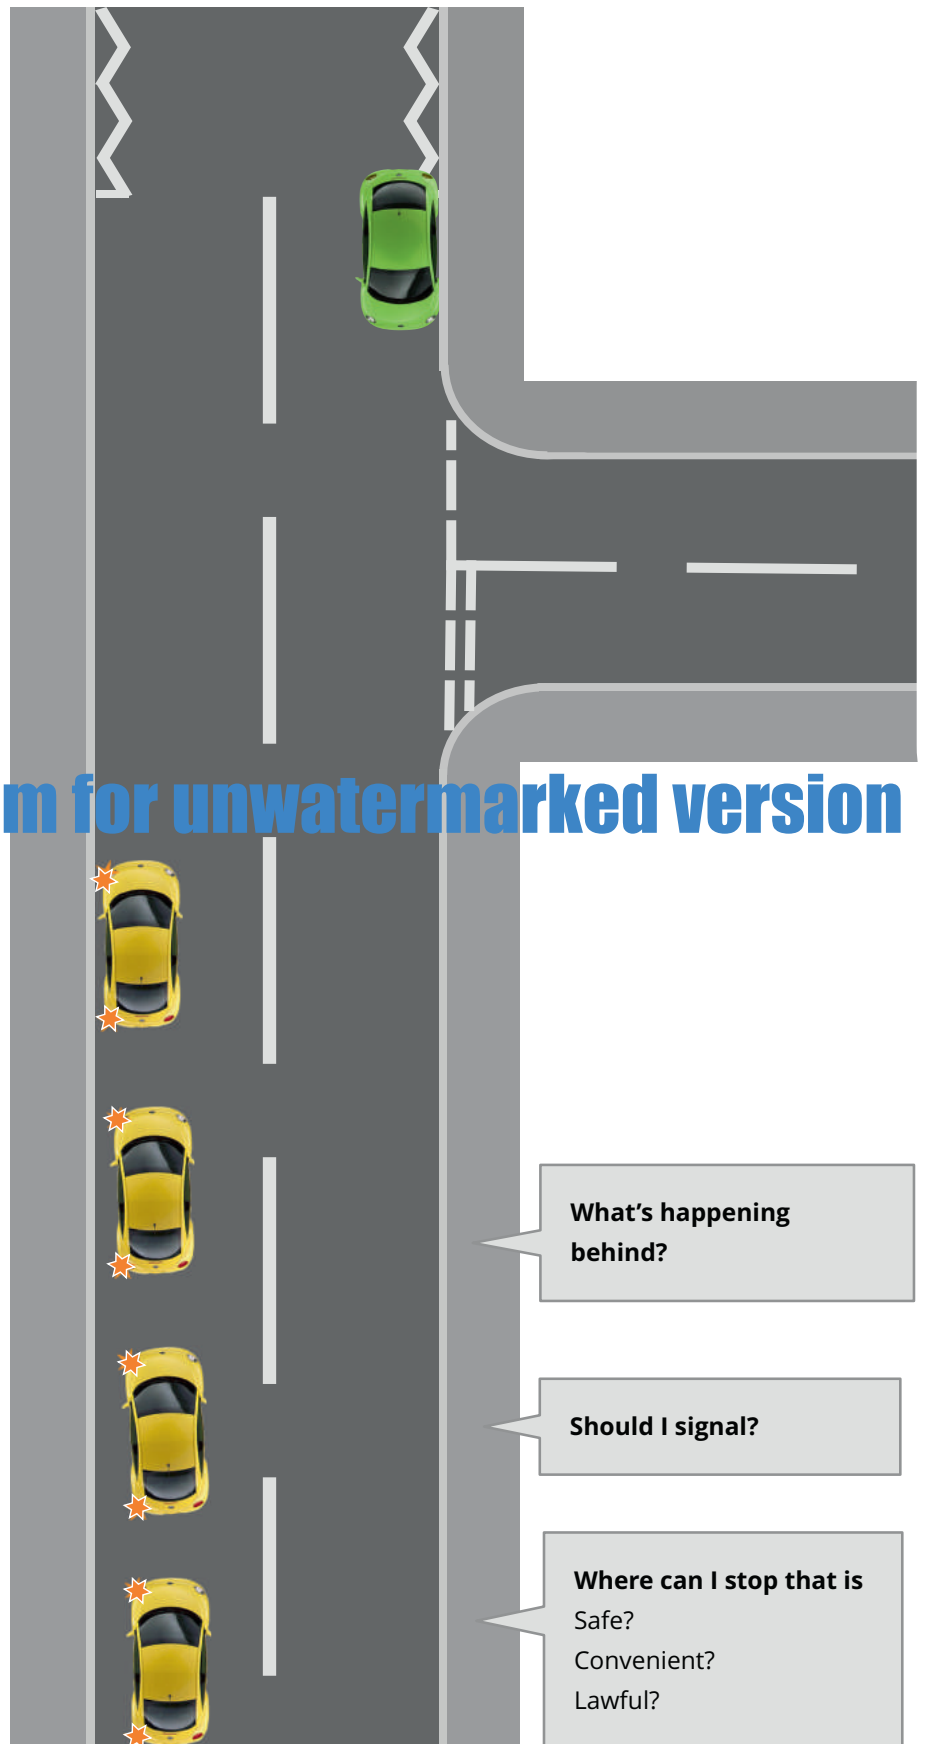 m for unwatermarked version
What’s happening
behind?
Should I signal?
Where can I stop that is
Safe?
Convenient?
Lawful?